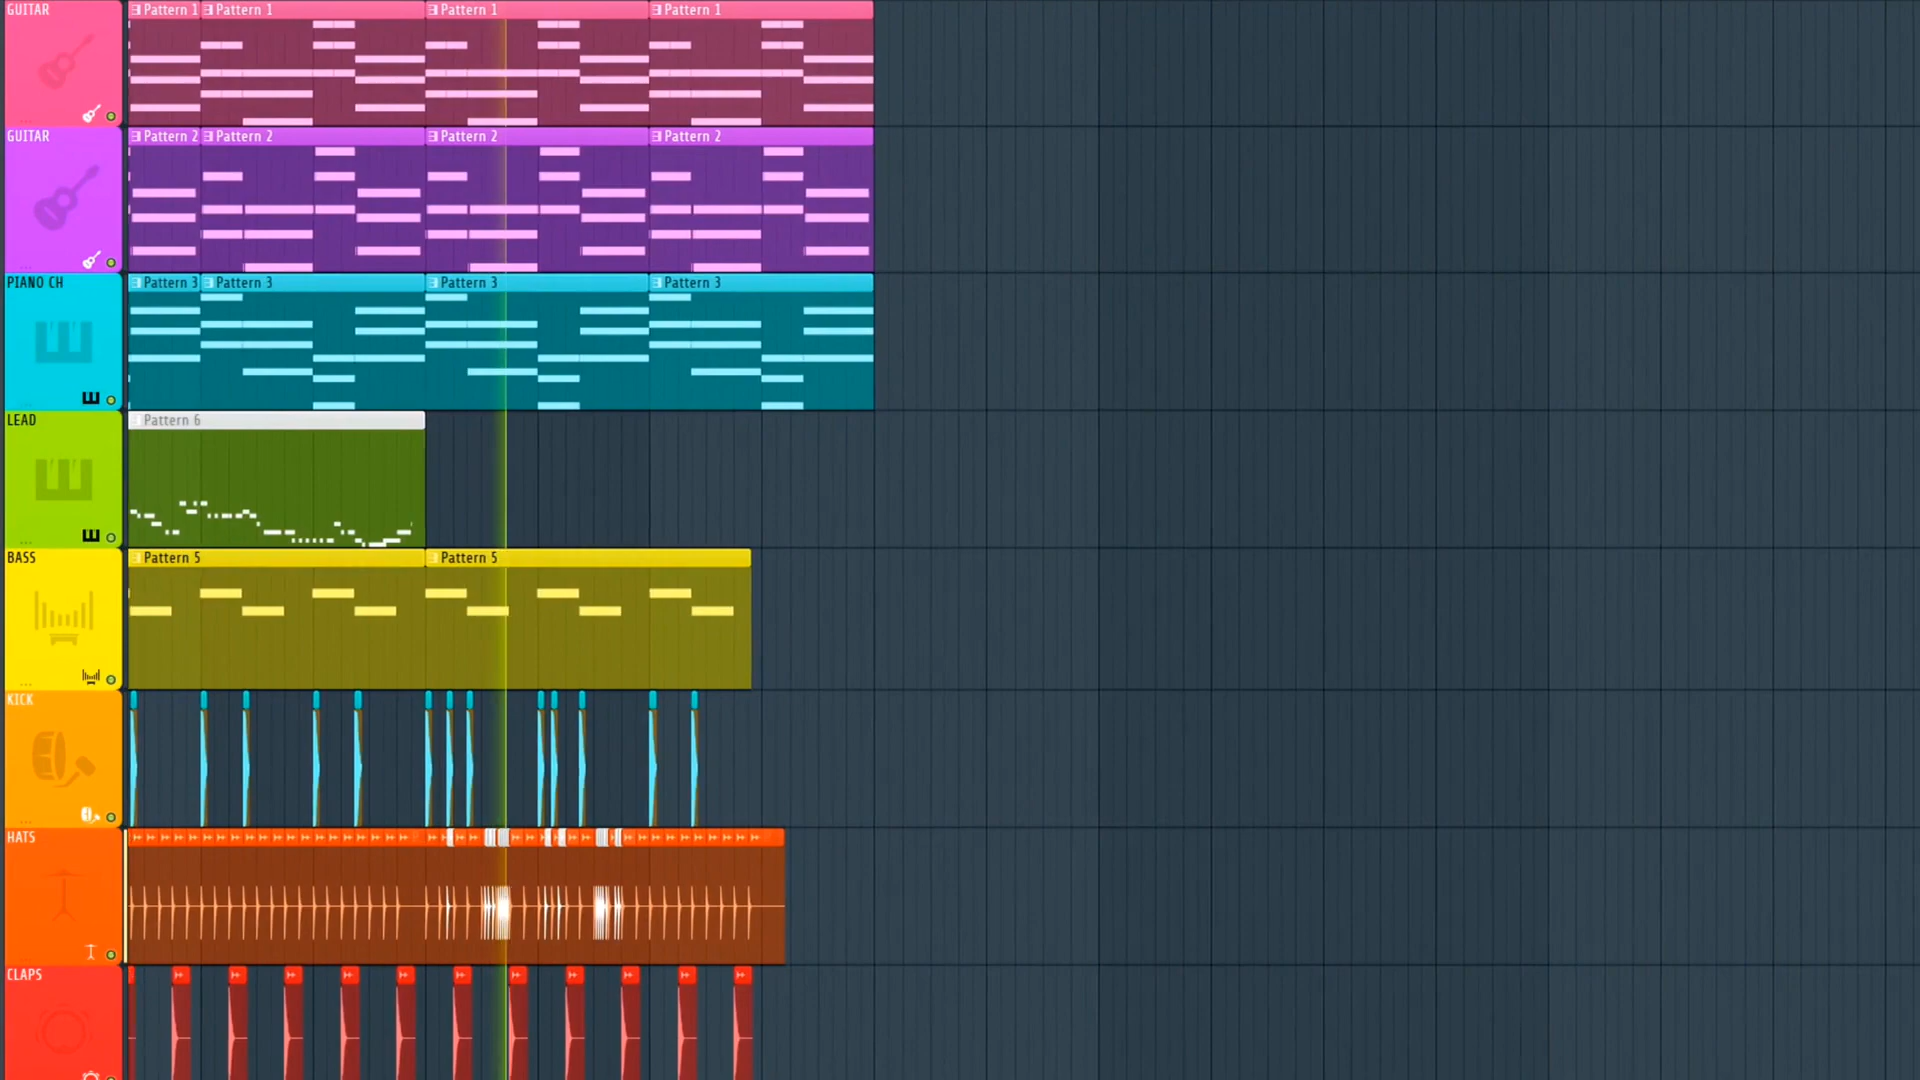 GUITAR Pattern 1 Pattern 1 Pattern 1 Pattern 1
GUITAR Pattern 2 Pattern 2 Pattern 2 Pattern 2
PIANO CH Pattern 3 Pattern 3 Pattern 3 Pattern 3
LEAD Pattern 6
BASS Pattern 5 Pattern 5
KICK
HATS
CLAPS